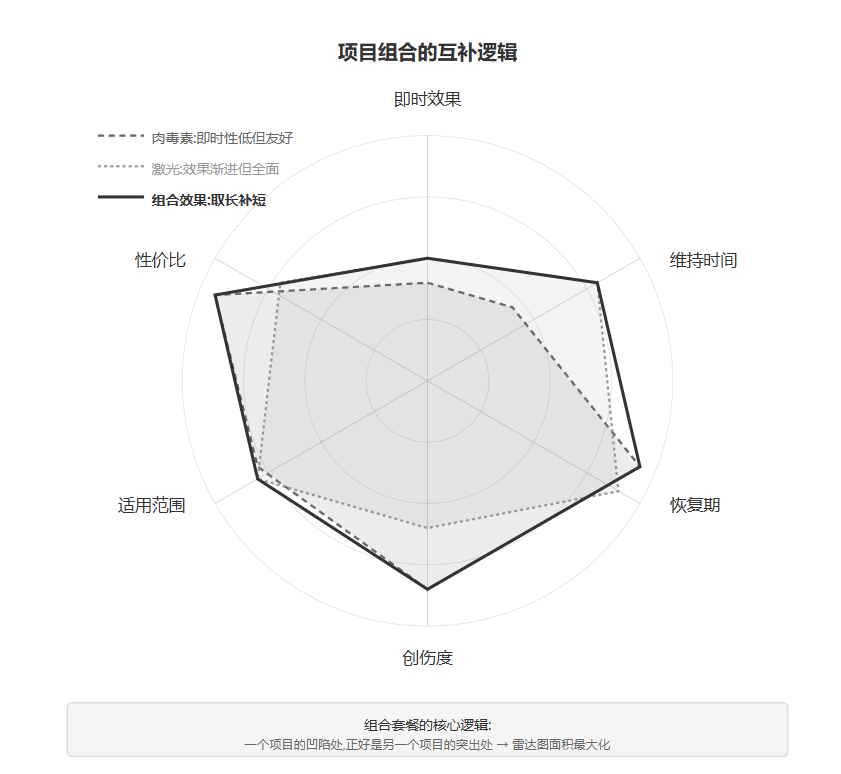 项目组合的互补逻辑
即时效果
肉毒素:即时性低但友好
激光:效果渐进但全面
组合效果:取长补短
性价比
维持时间
适用范围
恢复期
创伤度
组合套餐的核心逻辑:
一个项目的凹陷处,正好是另一个项目的突出处 → 雷达图面积最大化